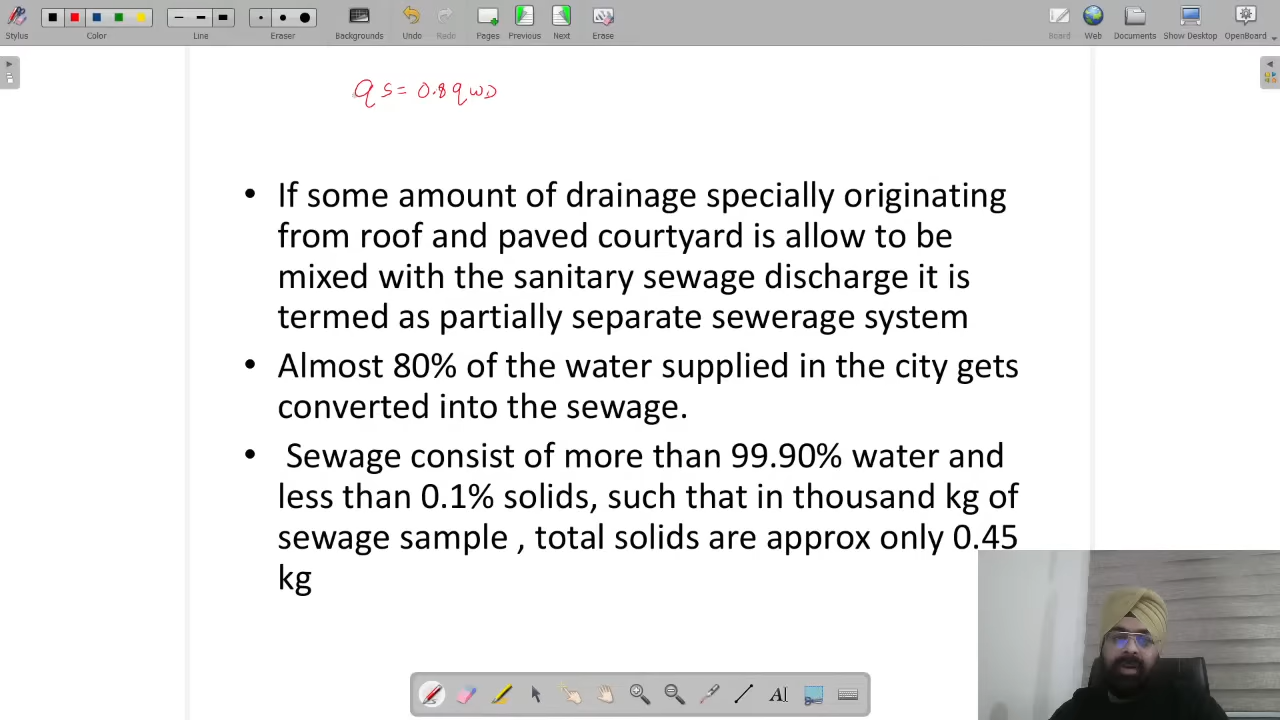 Stylus Color Line Eraser Backgrounds Undo Redo Pages Previous Next Erase Board Web Documents Show Desktop OpenBoard
qs = 0.8qWD
• If some amount of drainage specially originating
from roof and paved courtyard is allow to be
mixed with the sanitary sewage discharge it is
termed as partially separate sewerage system
• Almost 80% of the water supplied in the city gets
converted into the sewage.
• Sewage consist of more than 99.90% water and
less than 0.1% solids, such that in thousand kg of
sewage sample , total solids are approx only 0.45
kg
AI